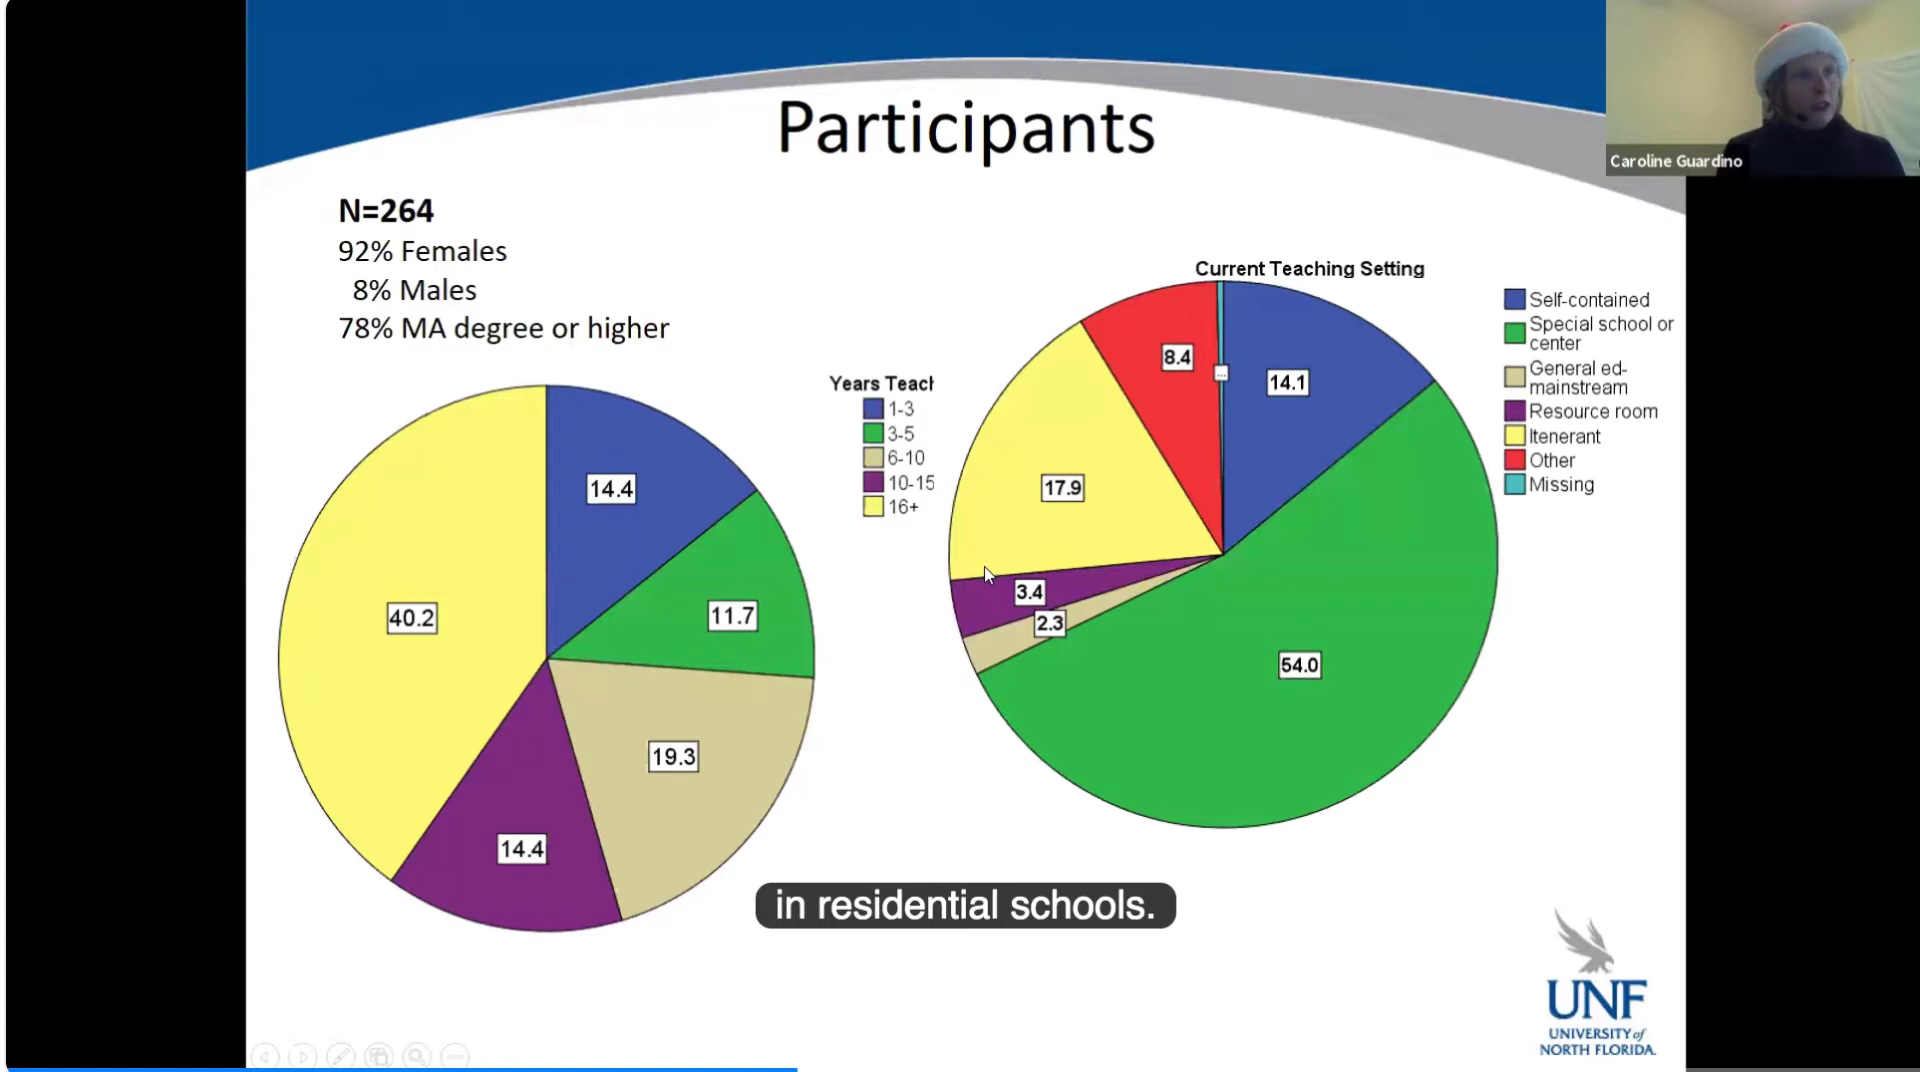 Participants
Caroline Guardino
N=264
92% Females
8% Males
78% MA degree or higher
Years Teach
1-3
3-5
6-10
10-15
16+
14.4
11.7
19.3
14.4
40.2
Current Teaching Setting
Self-contained
Special school or
center
General ed-
mainstream
Resource room
Itenerant
Other
Missing
8.4
...
14.1
17.9
3.4
2.3
54.0
in residential schools.
UNF
UNIVERSITY of
NORTH FLORIDA.